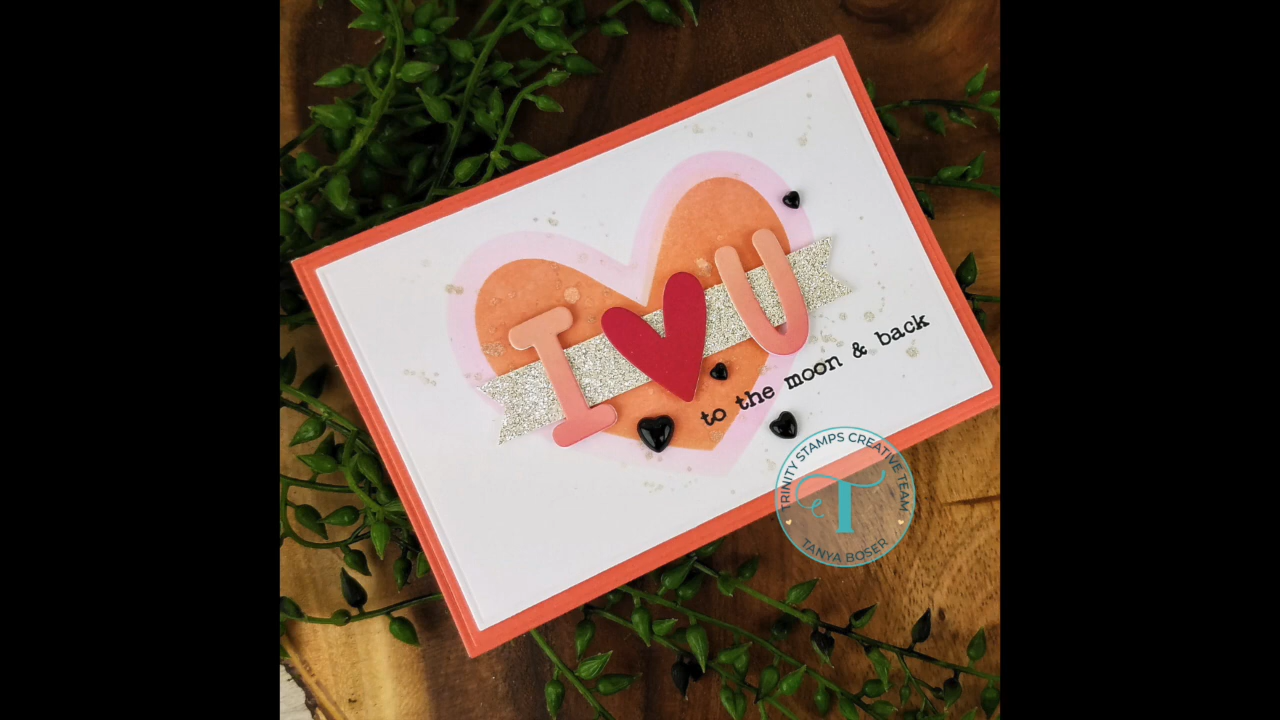 I U
to the moon & back
TRINITY STAMPS CREATIVE TEAM
T
TANYA BOSER